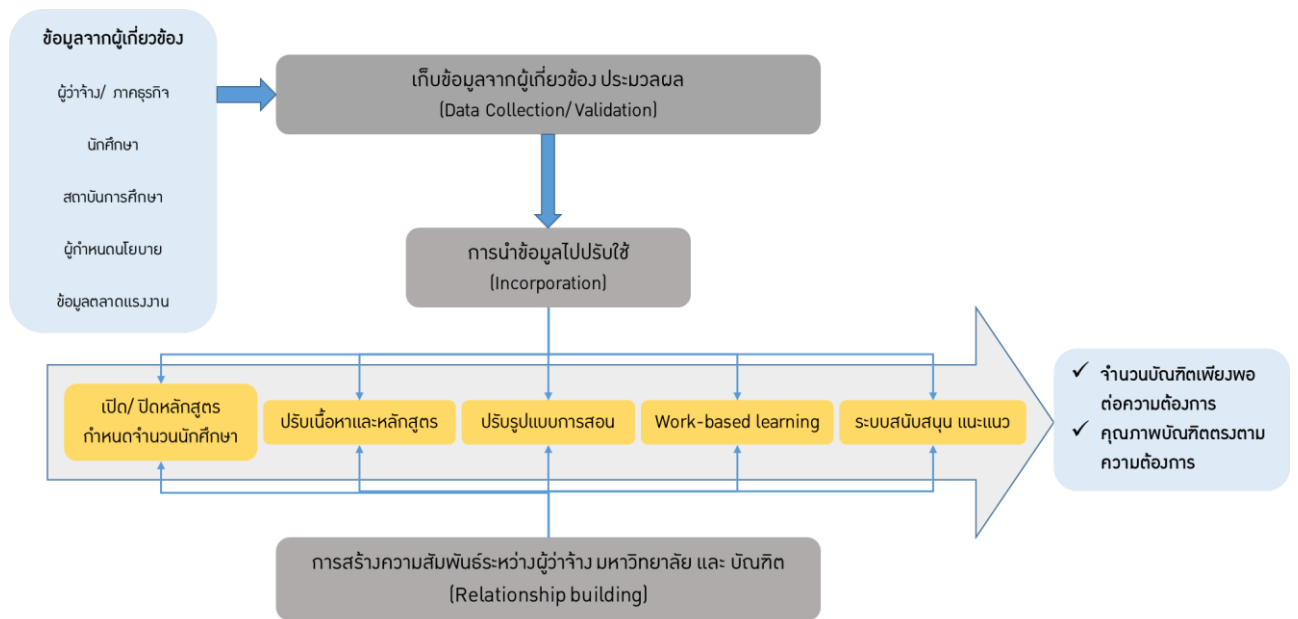 ข้อมูลจากผู้เกี่ยวข้อง
ผู้ว่าจ้าง/ ภาคธุรกิจ
นักศึกษา
สถาบันการศึกษา
ผู้กำหนดนโยบาย
ข้อมูลตลาดแรงงาน
เก็บข้อมูลจากผู้เกี่ยวข้อง ประมวลผล
(Data Collection/ Validation)
การนำข้อมูลไปปรับใช้
(Incorporation)
เปิด/ ปิดหลักสูตร
กำหนดจำนวนนักศึกษา
ปรับเนื้อหาและหลักสูตร
ปรับรูปแบบการสอน
Work-based learning
ระบบสนับสนุน แนะแนว
✓ จำนวนบัณฑิตเพียงพอ
ต่อความต้องการ
✓ คุณภาพบัณฑิตตรงตาม
ความต้องการ
การสร้างความสัมพันธ์ระหว่างผู้ว่าจ้าง มหาวิทยาลัย และ บัณฑิต
(Relationship building)